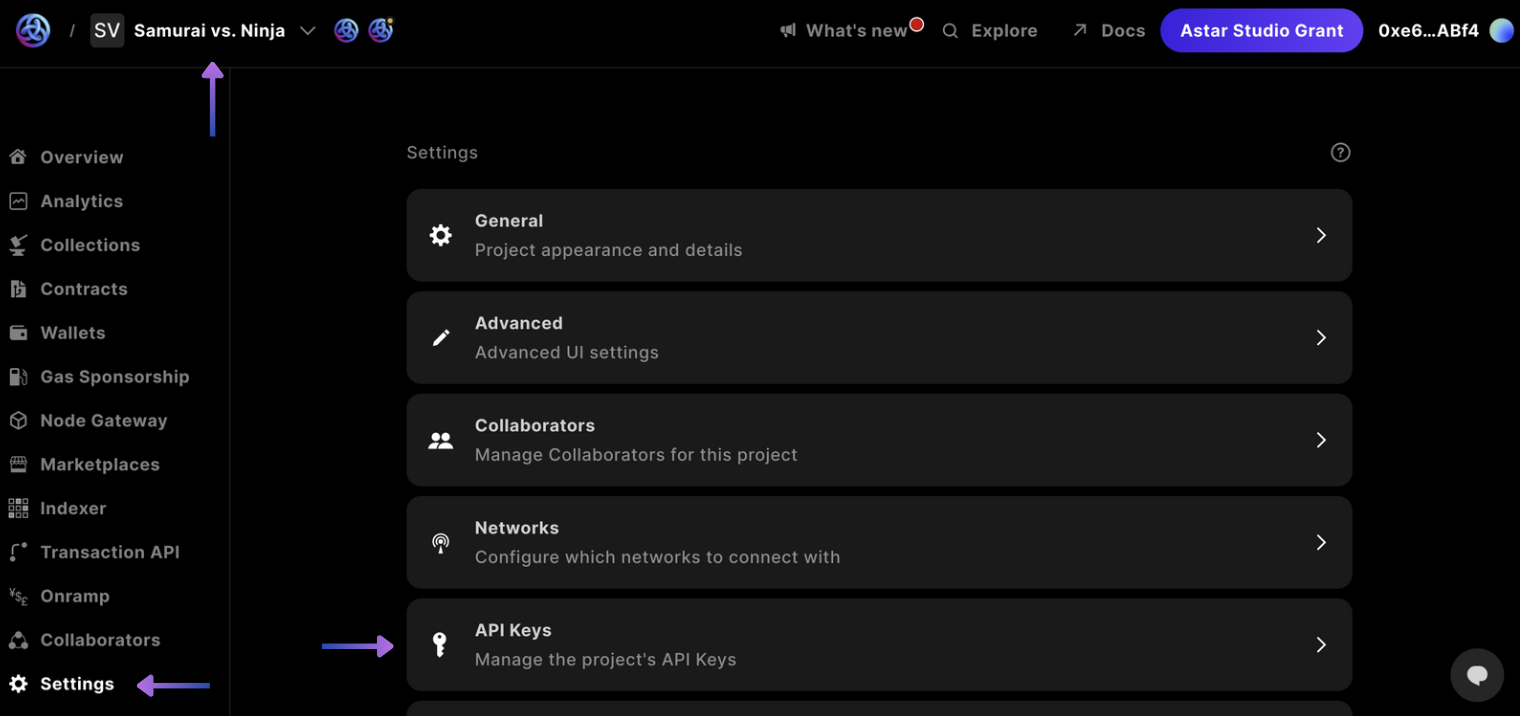 / SV Samurai vs. Ninja What's new Explore Docs Astar Studio Grant 0xe6...ABf4
Overview
Analytics
Collections
Contracts
Wallets
Gas Sponsorship
Node Gateway
Marketplaces
Indexer
Transaction API
¥$£ Onramp
Collaborators
Settings
Settings ?
General
Project appearance and details
Advanced
Advanced UI settings
Collaborators
Manage Collaborators for this project
Networks
Configure which networks to connect with
API Keys
Manage the project's API Keys